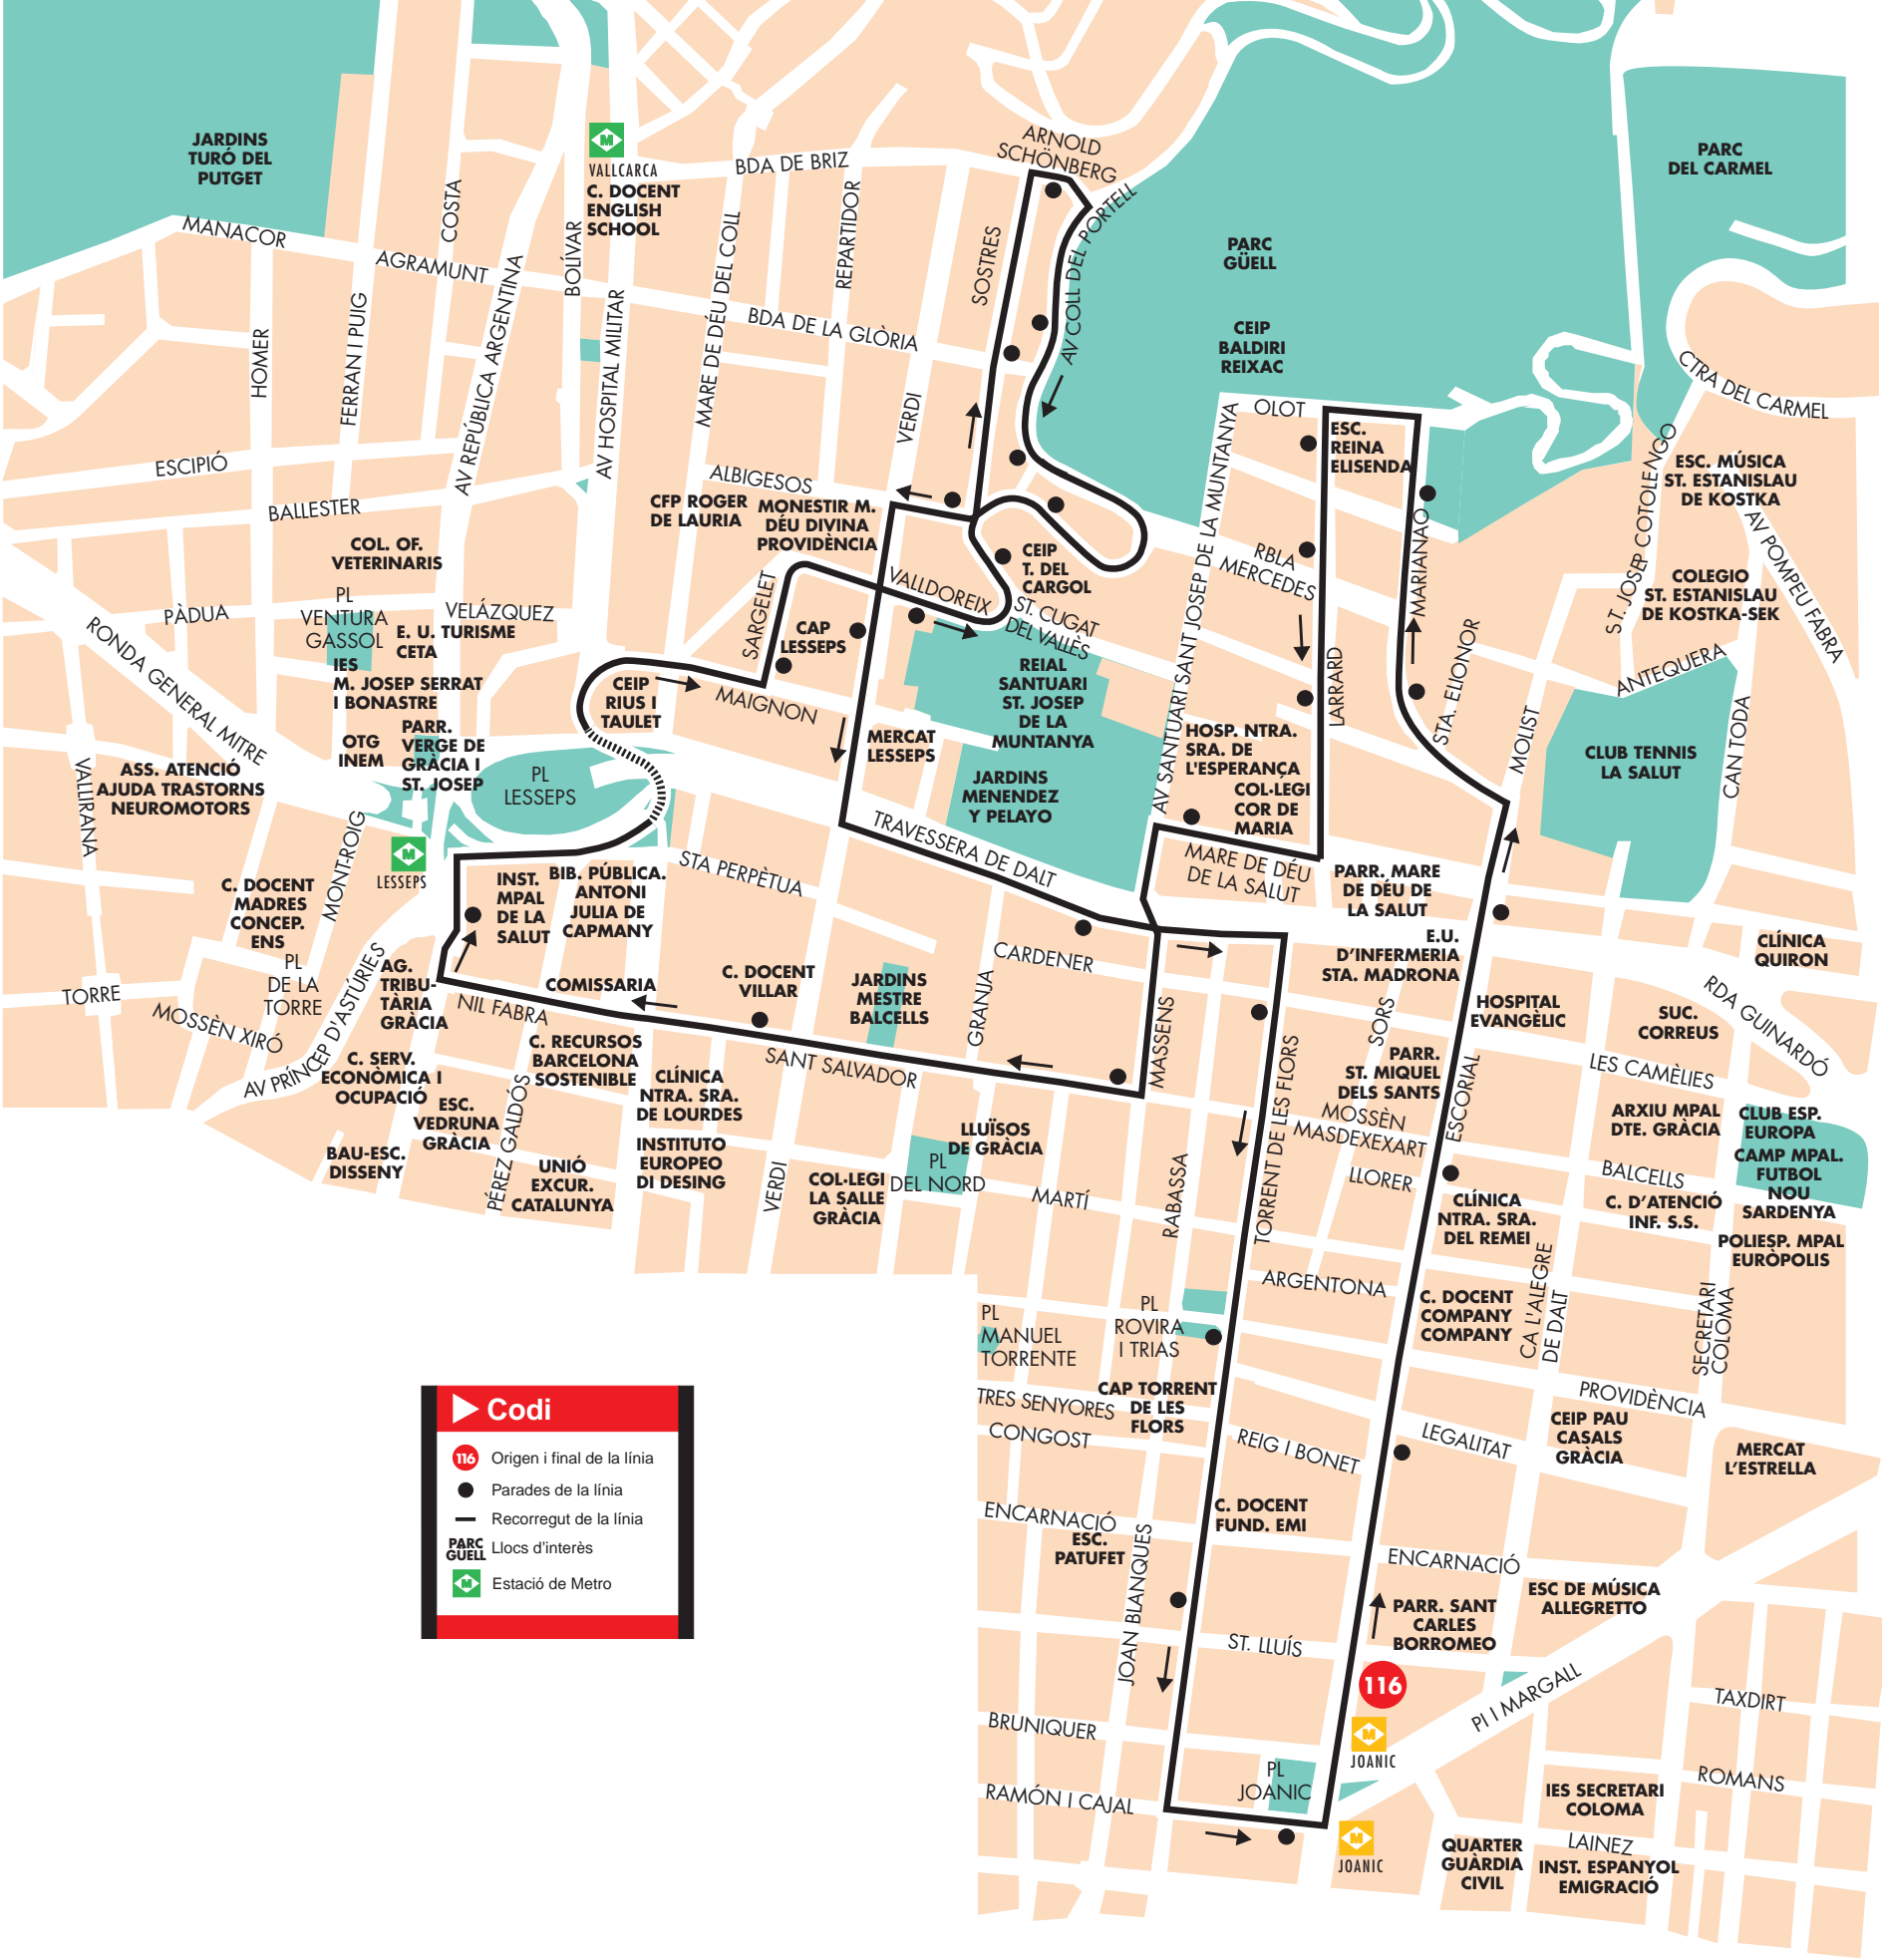 JARDINS
TURÓ DEL
PUTGET
VALLCARCA
C. DOCENT
ENGLISH
SCHOOL
BDA DE BRIZ
ARNOLD
SCHÖNBERG
PARC
DEL CARMEL
MANACOR
AGRAMUNT
COSTA
BOLÍVAR
AV HOSPITAL MILITAR
MARE DE DÉU DEL COLL
REPARTIDOR
SOSTRES
AV COLL DEL PORTELL
PARC
GÜELL
CEIP
BALDIRI
REIXAC
HOMER
FERRAN I PUIG
AV REPÚBLICA ARGENTINA
BDA DE LA GLÒRIA
VERDI
CTRA DEL CARMEL
OLOT
ESC.
REINA
ELISENDA
ESCIPIÓ
BALLESTER
ALBIGESOS
CFP ROGER
DE LAURIA
MONESTIR M.
DÉU DIVINA
PROVIDÈNCIA
AV SANTUARI SANT JOSEP DE LA MUNTANYA
ST. JOSEP COTOLENGO
ESC. MÚSICA
ST. ESTANISLAU
DE KOSTKA
AV POMPEU FABRA
COL. OF.
VETERINARIS
CEIP
T. DEL
CARGOL
RBLA
MERCEDES
MARIANAO
COLEGIO
ST. ESTANISLAU
DE KOSTKA-SEK
PÀDUA
PL
VENTURA
GASSOL
VELÁZQUEZ
E. U. TURISME
CETA
SARGELET
CAP
LESSEPS
VALLDOREIX
ST. CUGAT
DEL VALLÈS
RONDA GENERAL MITRE
IES
M. JOSEP SERRAT
I BONASTRE
CEIP
RIUS I
TAULET
MAIGNON
REIAL
SANTUARI
ST. JOSEP
DE LA
MUNTANYA
LARRARD
STA. ELIONOR
ANTEQUERA
MOLIST
CAN TODA
CLUB TENNIS
LA SALUT
OTG
INEM
PARR.
VERGE DE
GRÀCIA I
ST. JOSEP
MERCAT
LESSEPS
HOSP. NTRA.
SRA. DE
L'ESPERANÇA
COL·LEGI
COR DE
MARIA
VALLIRANA
ASS. ATENCIÓ
AJUDA TRASTORNS
NEUROMOTORS
PL
LESSEPS
JARDINS
MENENDEZ
Y PELAYO
MONT-ROIG
LESSEPS
TRAVESSERA DE DALT
MARE DE DÉU
DE LA SALUT
PARR. MARE
DE DÉU DE
LA SALUT
C. DOCENT
MADRES
CONCEP.
ENS
INST.
MPAL
DE LA
SALUT
BIB. PÚBLICA.
ANTONI
JULIA DE
CAPMANY
STA PERPÈTUA
E.U.
D'INFERMERIA
STA. MADRONA
CLÍNICA
QUIRON
TORRE
PL
DE LA
TORRE
MOSSÈN XIRÓ
AV PRÍNCEP D'ASTÚRIES
AG.
TRIBU-
TÀRIA
GRÀCIA
NIL FABRA
COMISSARIA
C. DOCENT
VILLAR
JARDINS
MESTRE
BALCELLS
CARDENER
GRANJA
MASSENS
SORS
HOSPITAL
EVANGÈLIC
SUC.
CORREUS
RDA GUINARDÓ
C. SERV.
ECONÒMICA I
OCUPACIÓ
C. RECURSOS
BARCELONA
SOSTENIBLE
SANT SALVADOR
TORRENT DE LES FLORS
PARR.
ST. MIQUEL
DELS SANTS
ESCORIAL
LES CAMÈLIES
ESC.
VEDRUNA
GRÀCIA
PÉREZ GALDÓS
CLÍNICA
NTRA. SRA.
DE LOURDES
LLUÏSOS
DE GRÀCIA
MOSSÈN
MASDEXEXART
ARXIU MPAL
DTE. GRÀCIA
CLUB ESP.
EUROPA
CAMP MPAL.
FUTBOL
NOU
SARDENYA
BAU-ESC.
DISSENY
UNIÓ
EXCUR.
CATALUNYA
INSTITUTO
EUROPEO
DI DESING
VERDI
COL·LEGI
LA SALLE
GRÀCIA
PL
DEL NORD
MARTÍ
RABASSA
LLORER
BALCELLS
CLÍNICA
NTRA. SRA.
DEL REMEI
C. D'ATENCIÓ
INF. S.S.
POLIESP. MPAL
EURÒPOLIS
ARGENTONA
C. DOCENT
COMPANY
COMPANY
CA L'ALEGRE
DE DALT
SECRETARI
COLOMA
PL
MANUEL
TORRENTE
PL
ROVIRA
I TRIAS
TRES SENYORES
CONGOST
CAP TORRENT
DE LES
FLORS
PROVIDÈNCIA
LEGALITAT
CEIP PAU
CASALS
GRÀCIA
MERCAT
L'ESTRELLA
REIG I BONET
Codi
116 Origen i final de la línia
Parades de la línia
Recorregut de la línia
PARC
GÜELL
Llocs d'interès
M Estació de Metro
ENCARNACIÓ
ESC.
PATUFET
JOAN BLANQUES
C. DOCENT
FUND. EMI
ENCARNACIÓ
ESC DE MÚSICA
ALLEGRETTO
PARR. SANT
CARLES
BORROMEO
ST. LLUÍS
116
PI I MARGALL
TAXDIRT
BRUNIQUER
M
JOANIC
PL
JOANIC
ROMANS
RAMÓN I CAJAL
IES SECRETARI
COLOMA
M
JOANIC
QUARTER
GUÀRDIA
CIVIL
LAINEZ
INST. ESPANYOL
EMIGRACIÓ